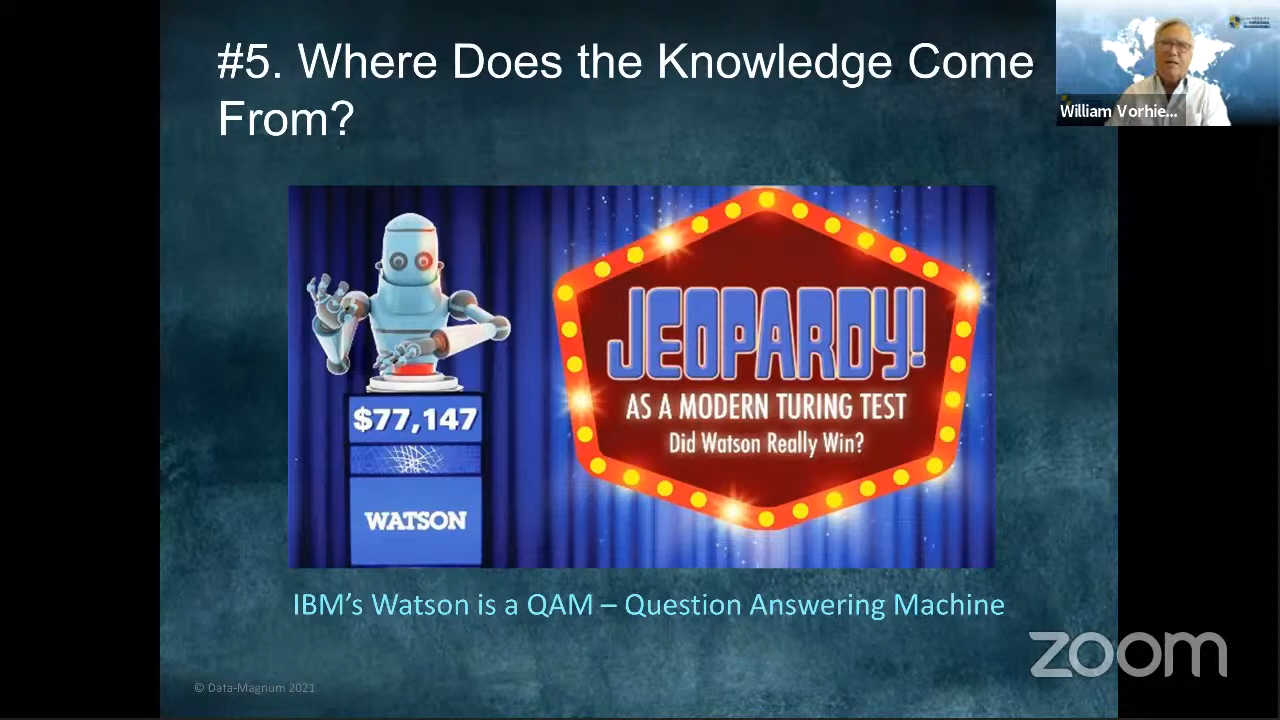 #5. Where Does the Knowledge Come
From?
William Vorhie...
$77,147
WATSON
JEOPARDY!
AS A MODERN TURING TEST
Did Watson Really Win?
IBM's Watson is a QAM – Question Answering Machine
zoom
© Data-Magnum 2021